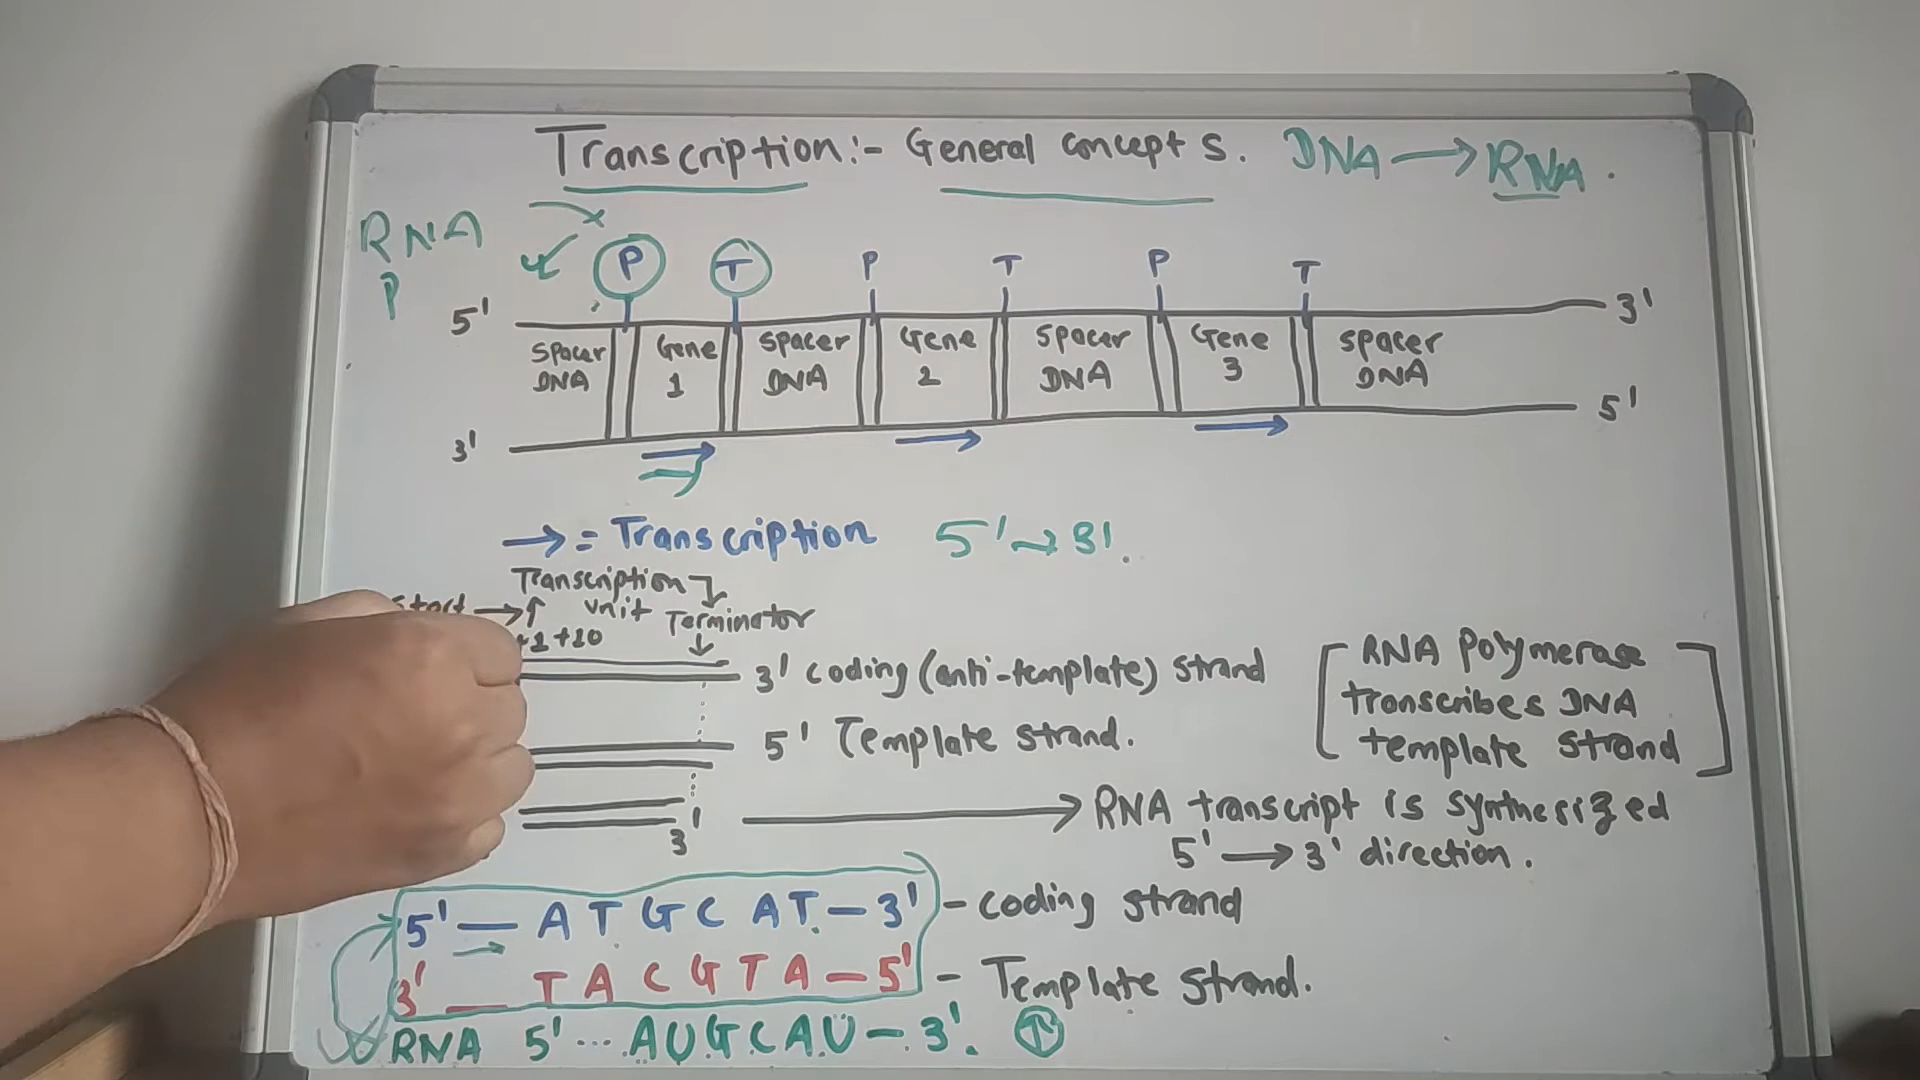 Transcription:- General concepts. DNA → RNA.
RNA
P
P T P T P T
5' 3'
Spacer DNA Gene 1 Spacer DNA Gene 2 Spacer DNA Gene 3 Spacer DNA
3' 5'
→ = Transcription 5' → 3'.
Transcription
unit
start → ↑
+1 +10
Terminator
3' coding (anti-template) strand
5' Template strand.
[RNA polymerase
transcribes DNA
template strand]
3' → RNA transcript is synthesized
5' → 3' direction.
5' — A T G C A T — 3' - coding strand
3' — T A C G T A — 5' - Template strand.
RNA 5' ... A U G C A U — 3'. ↑